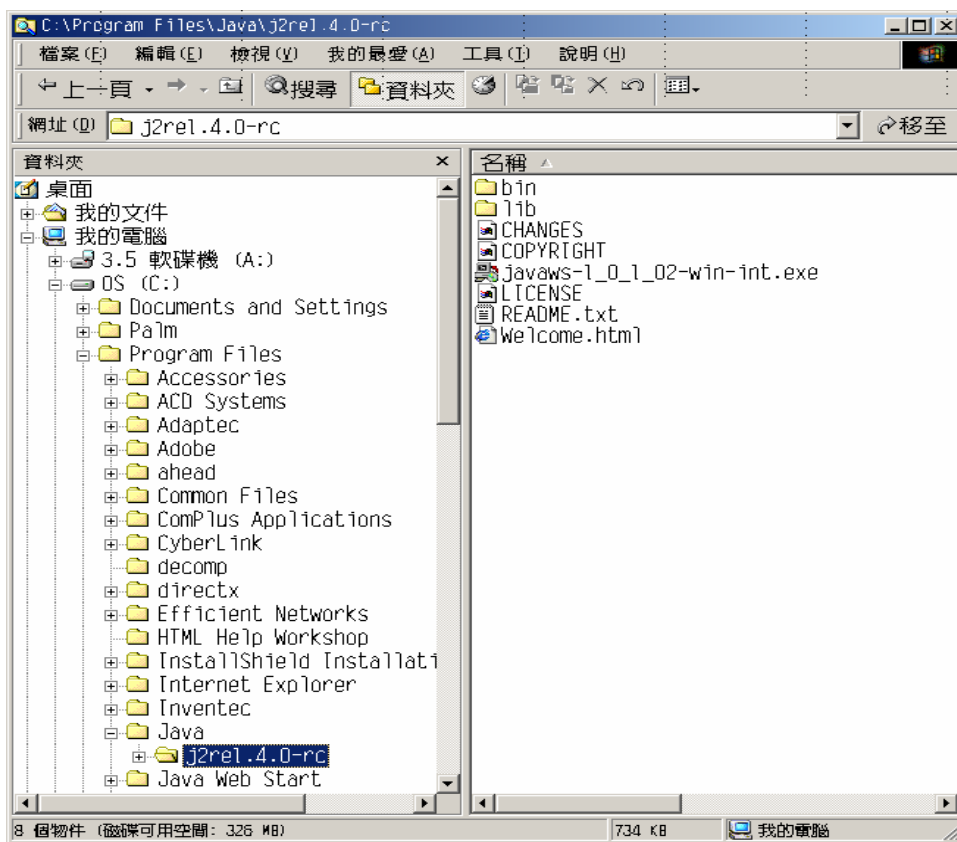 C:\Program Files\Java\j2re1.4.0-rc
檔案(F) 編輯(E) 檢視(V) 我的最愛(A) 工具(T) 說明(H)
上一頁 搜尋 資料夾
網址(D) j2re1.4.0-rc 移至
資料夾
桌面
我的文件
我的電腦
3.5 軟碟機 (A:)
OS (C:)
Documents and Settings
Palm
Program Files
Accessories
ACD Systems
Adaptec
Adobe
ahead
Common Files
ComPlus Applications
CyberLink
decomp
directx
Efficient Networks
HTML Help Workshop
InstallShield Installati
Internet Explorer
Inventec
Java
j2re1.4.0-rc
Java Web Start
名稱
bin
lib
CHANGES
COPYRIGHT
javaws-1_0_1_02-win-int.exe
LICENSE
README.txt
Welcome.html
8 個物件 (磁碟可用空間: 326 MB) 734 KB 我的電腦